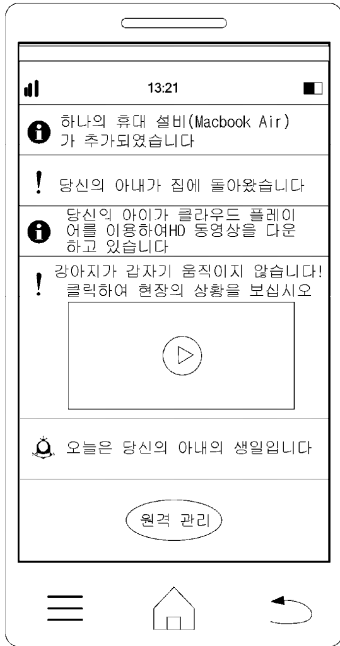 13:21
하나의 휴대 설비(Macbook Air)
가 추가되였습니다
당신의 아내가 집에 돌아왔습니다
당신의 아이가 클라우드 플레이
어를 이용하여HD 동영상을 다운
하고 있습니다
강아지가 갑자기 움직이지 않습니다!
클릭하여 현장의 상황을 보십시오
오늘은 당신의 아내의 생일입니다
원격 관리